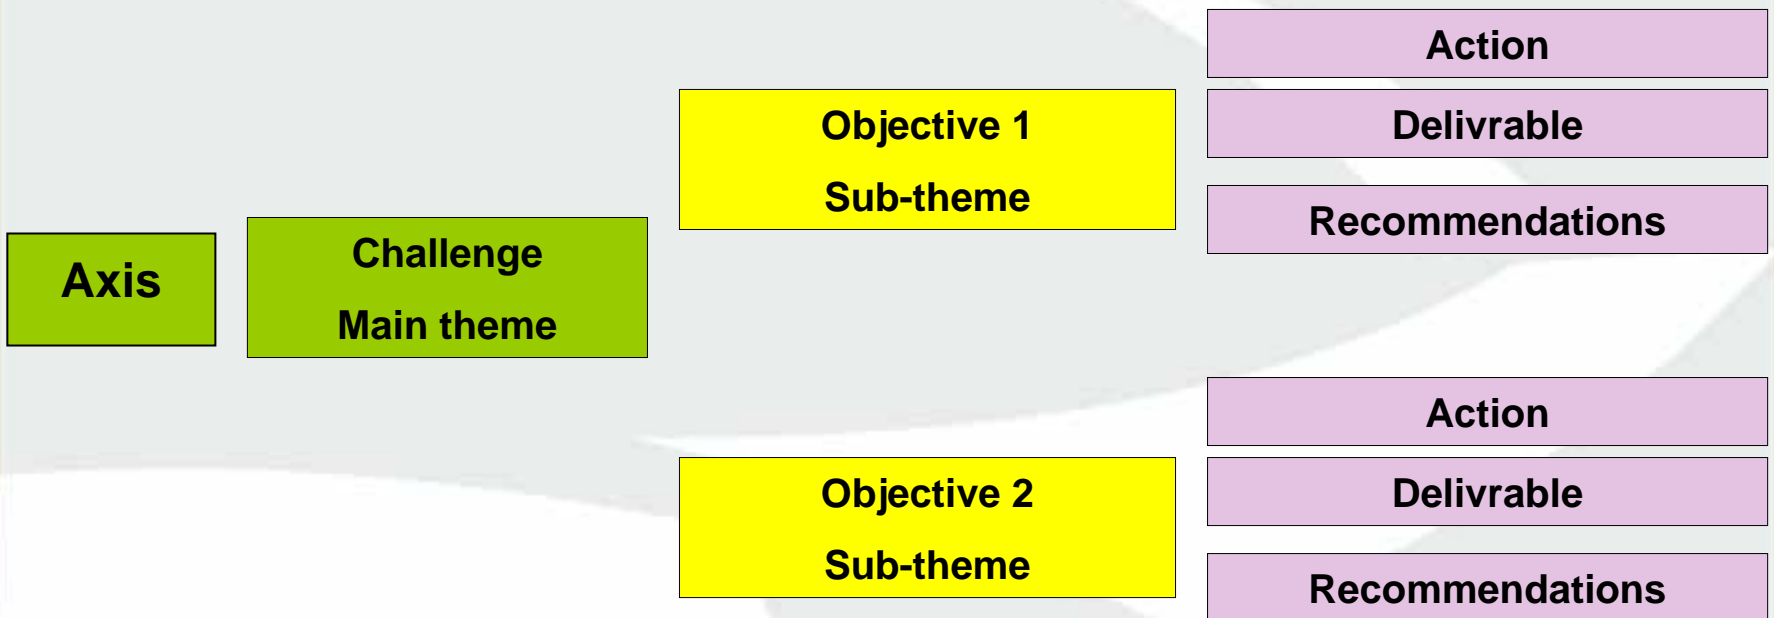 Axis
Challenge
Main theme
Objective 1
Sub-theme
Action
Delivrable
Recommendations
Objective 2
Sub-theme
Action
Delivrable
Recommendations